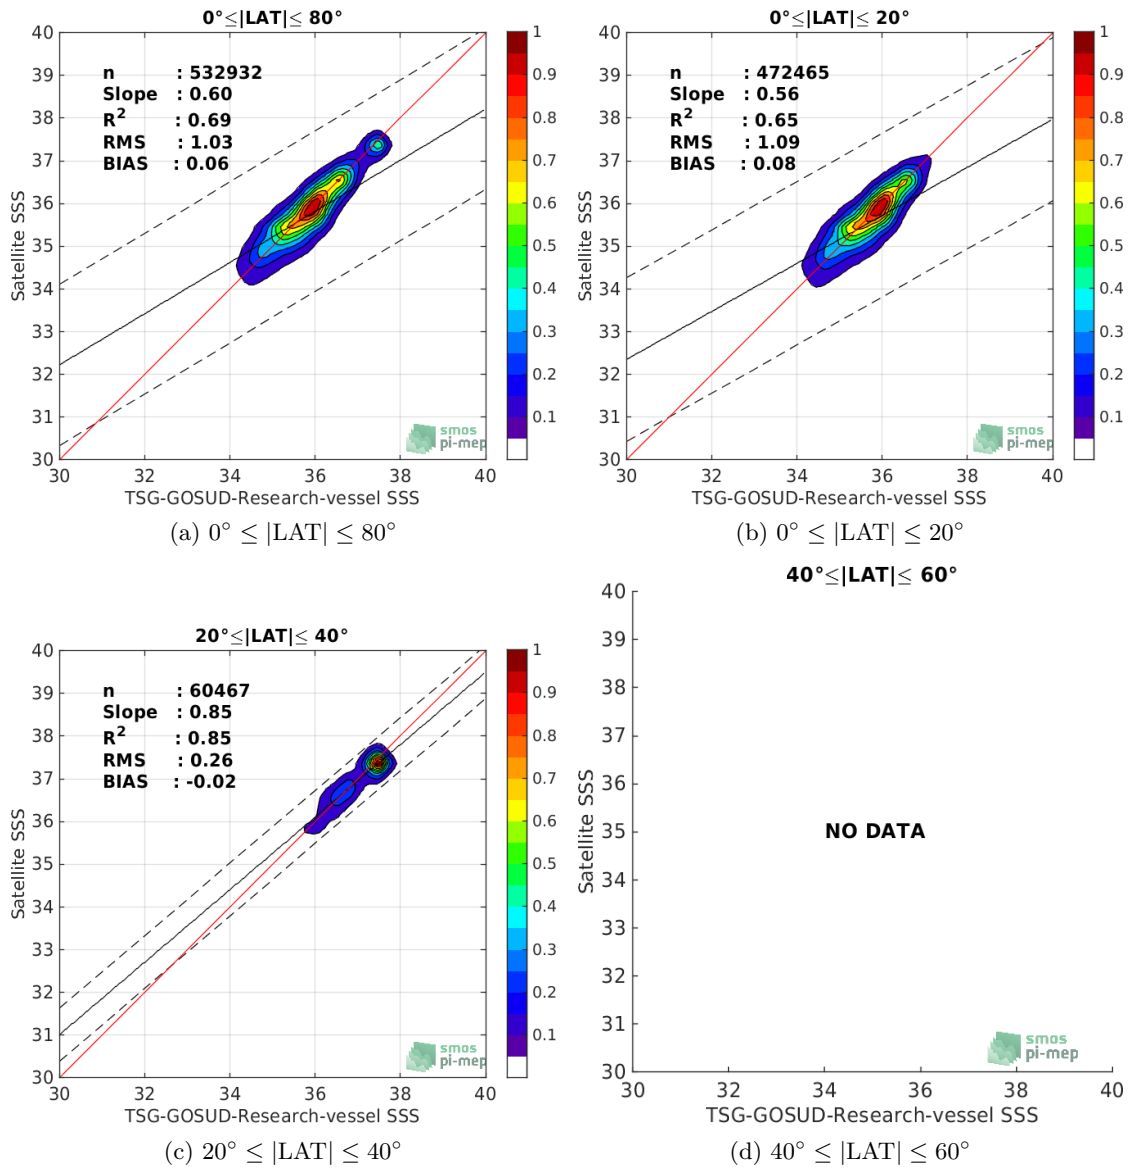 0°≤|LAT|≤ 80°
40
39
38
37
36
35
34
33
32
31
30
n : 532932
Slope : 0.60
R² : 0.69
RMS : 1.03
BIAS : 0.06
Satellite SSS
smos
pi-mep
30 32 34 36 38 40
TSG-GOSUD-Research-vessel SSS
1
0.9
0.8
0.7
0.6
0.5
0.4
0.3
0.2
0.1
(a) 0° ≤ |LAT| ≤ 80°
0°≤|LAT|≤ 20°
40
39
38
37
36
35
34
33
32
31
30
n : 472465
Slope : 0.56
R² : 0.65
RMS : 1.09
BIAS : 0.08
Satellite SSS
smos
pi-mep
30 32 34 36 38 40
TSG-GOSUD-Research-vessel SSS
1
0.9
0.8
0.7
0.6
0.5
0.4
0.3
0.2
0.1
(b) 0° ≤ |LAT| ≤ 20°
20°≤|LAT|≤ 40°
40
39
38
37
36
35
34
33
32
31
30
n : 60467
Slope : 0.85
R² : 0.85
RMS : 0.26
BIAS : -0.02
Satellite SSS
smos
pi-mep
30 32 34 36 38 40
TSG-GOSUD-Research-vessel SSS
1
0.9
0.8
0.7
0.6
0.5
0.4
0.3
0.2
0.1
(c) 20° ≤ |LAT| ≤ 40°
40°≤|LAT|≤ 60°
40
39
38
37
36
35
34
33
32
31
30
NO DATA
Satellite SSS
smos
pi-mep
30 32 34 36 38 40
TSG-GOSUD-Research-vessel SSS
(d) 40° ≤ |LAT| ≤ 60°